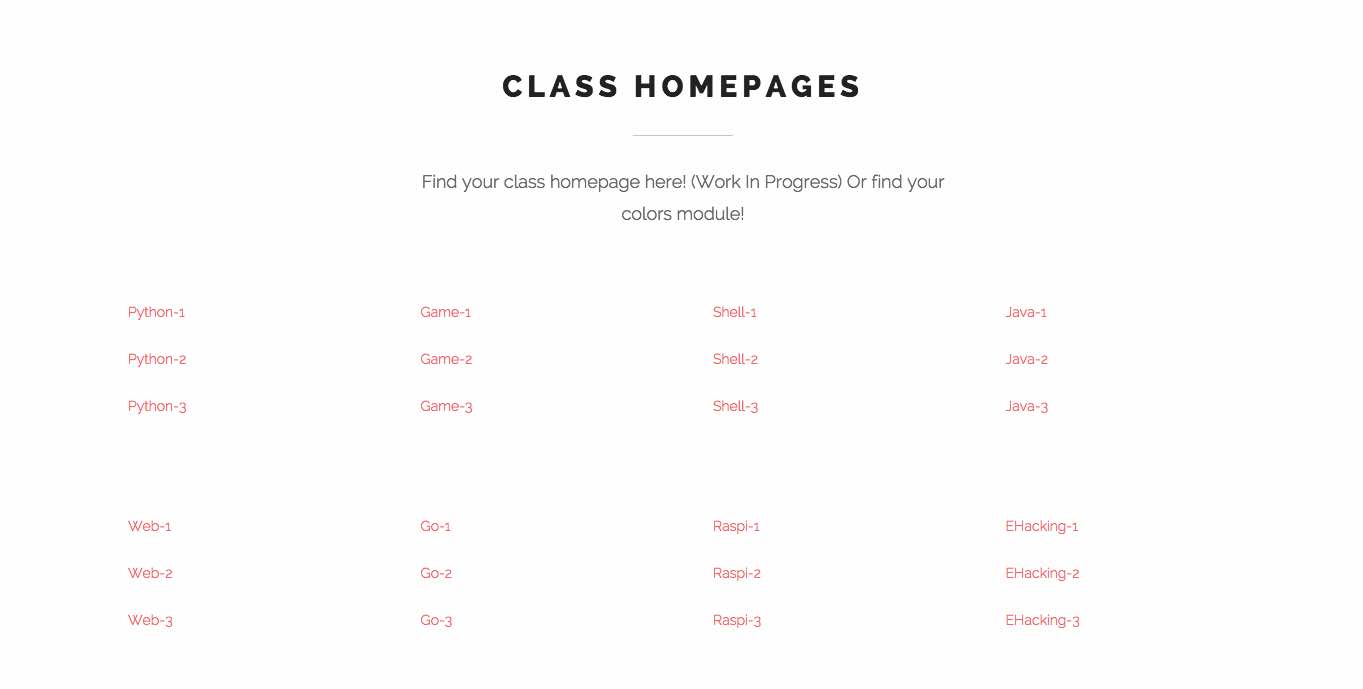 CLASS HOMEPAGES
Find your class homepage here! (Work In Progress) Or find your
colors module!
Python-1 Game-1 Shell-1 Java-1
Python-2 Game-2 Shell-2 Java-2
Python-3 Game-3 Shell-3 Java-3
Web-1 Go-1 Raspi-1 EHacking-1
Web-2 Go-2 Raspi-2 EHacking-2
Web-3 Go-3 Raspi-3 EHacking-3